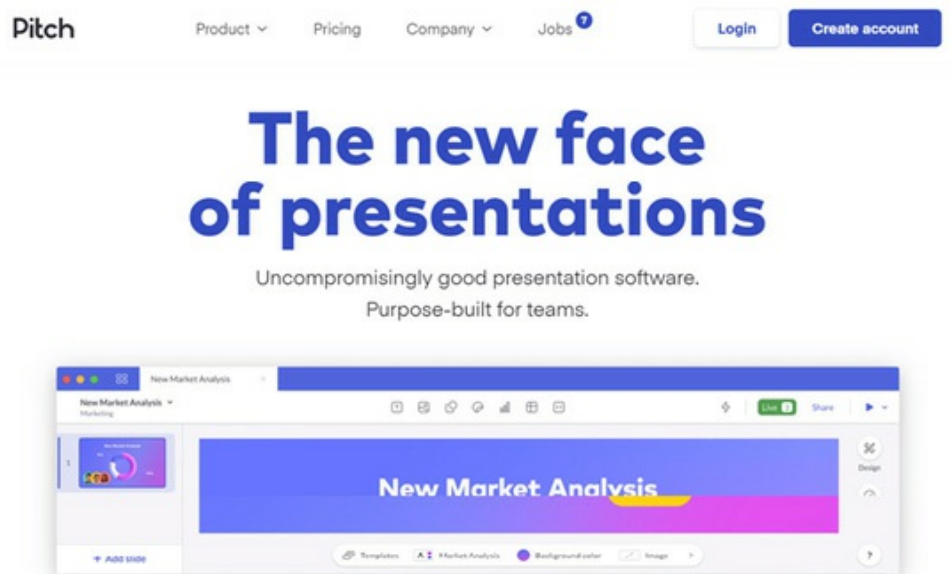 Pitch
Product
Pricing
Company
Jobs
7
Login
Create account
The new face
of presentations
Uncompromisingly good presentation software.
Purpose-built for teams.
New Market Analysis
New Market Analysis
Marketing
Live
Share
1
New Market Analysis
Design
+ Add slide
Templates
Market Analysis
Background color
Image
?